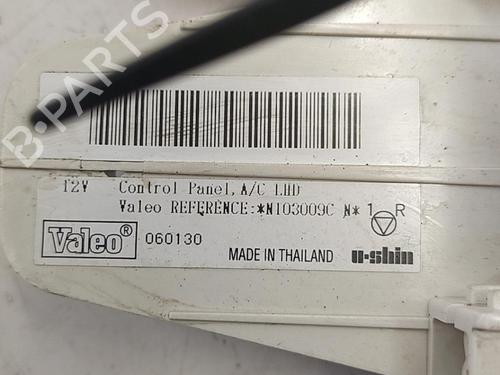 B-PARTS
12V Control Panel, A/C LHD
Valeo REFERENCE:*N103009C N* 1 R
Valeo® 060130 MADE IN THAILAND u-shin